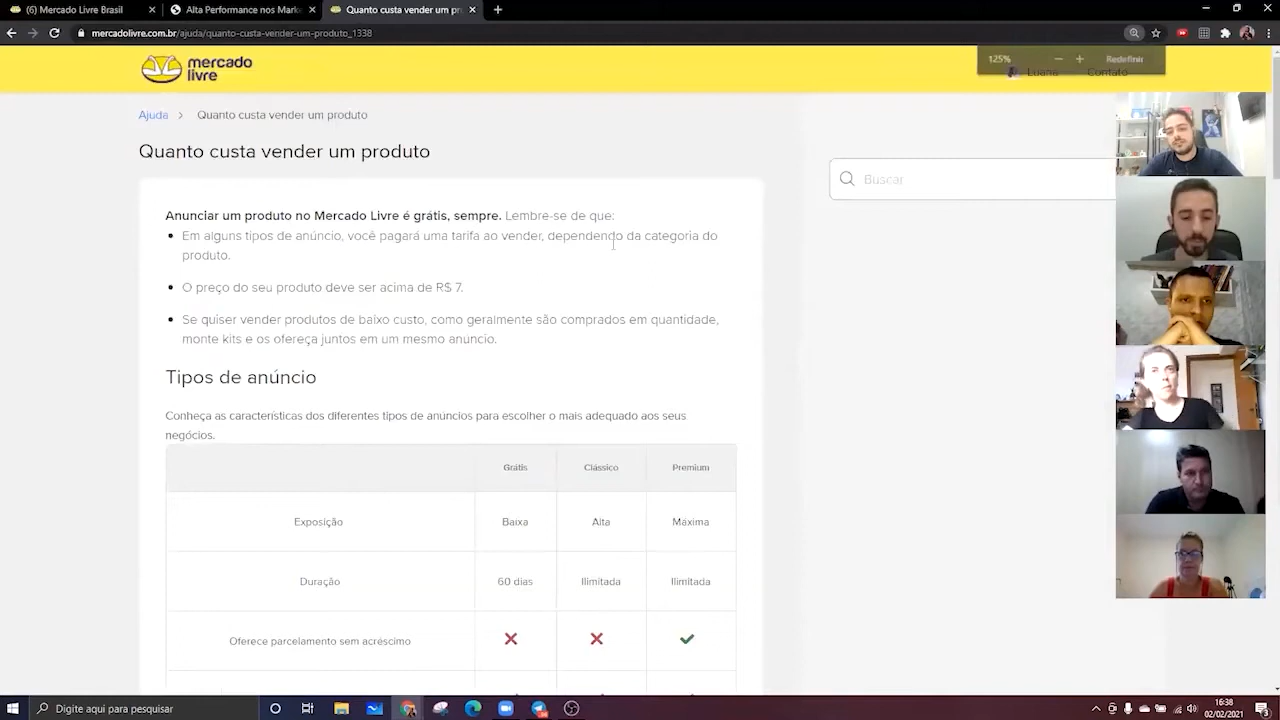 (6) Mercado Livre Brasil
Alta Performance nos Mark
Quanto custa vender um pr
mercadolivre.com.br/ajuda/quanto-custa-vender-um-produto_1338
125%
Redefinir
mercado
livre
Luana
Contato
Ajuda > Quanto custa vender um produto
Quanto custa vender um produto
Buscar
Anunciar um produto no Mercado Livre é grátis, sempre. Lembre-se de que:
Em alguns tipos de anúncio, você pagará uma tarifa ao vender, dependendo da categoria do
produto.
O preço do seu produto deve ser acima de R$ 7.
Se quiser vender produtos de baixo custo, como geralmente são comprados em quantidade,
monte kits e os ofereça juntos em um mesmo anúncio.
Tipos de anúncio
Conheça as características dos diferentes tipos de anúncios para escolher o mais adequado aos seus
negócios.
Grátis Clássico Premium
Exposição Baixa Alta Máxima
Duração 60 dias Ilimitada Ilimitada
Oferece parcelamento sem acréscimo
Digite aqui para pesquisar
16:38
02/02/2021